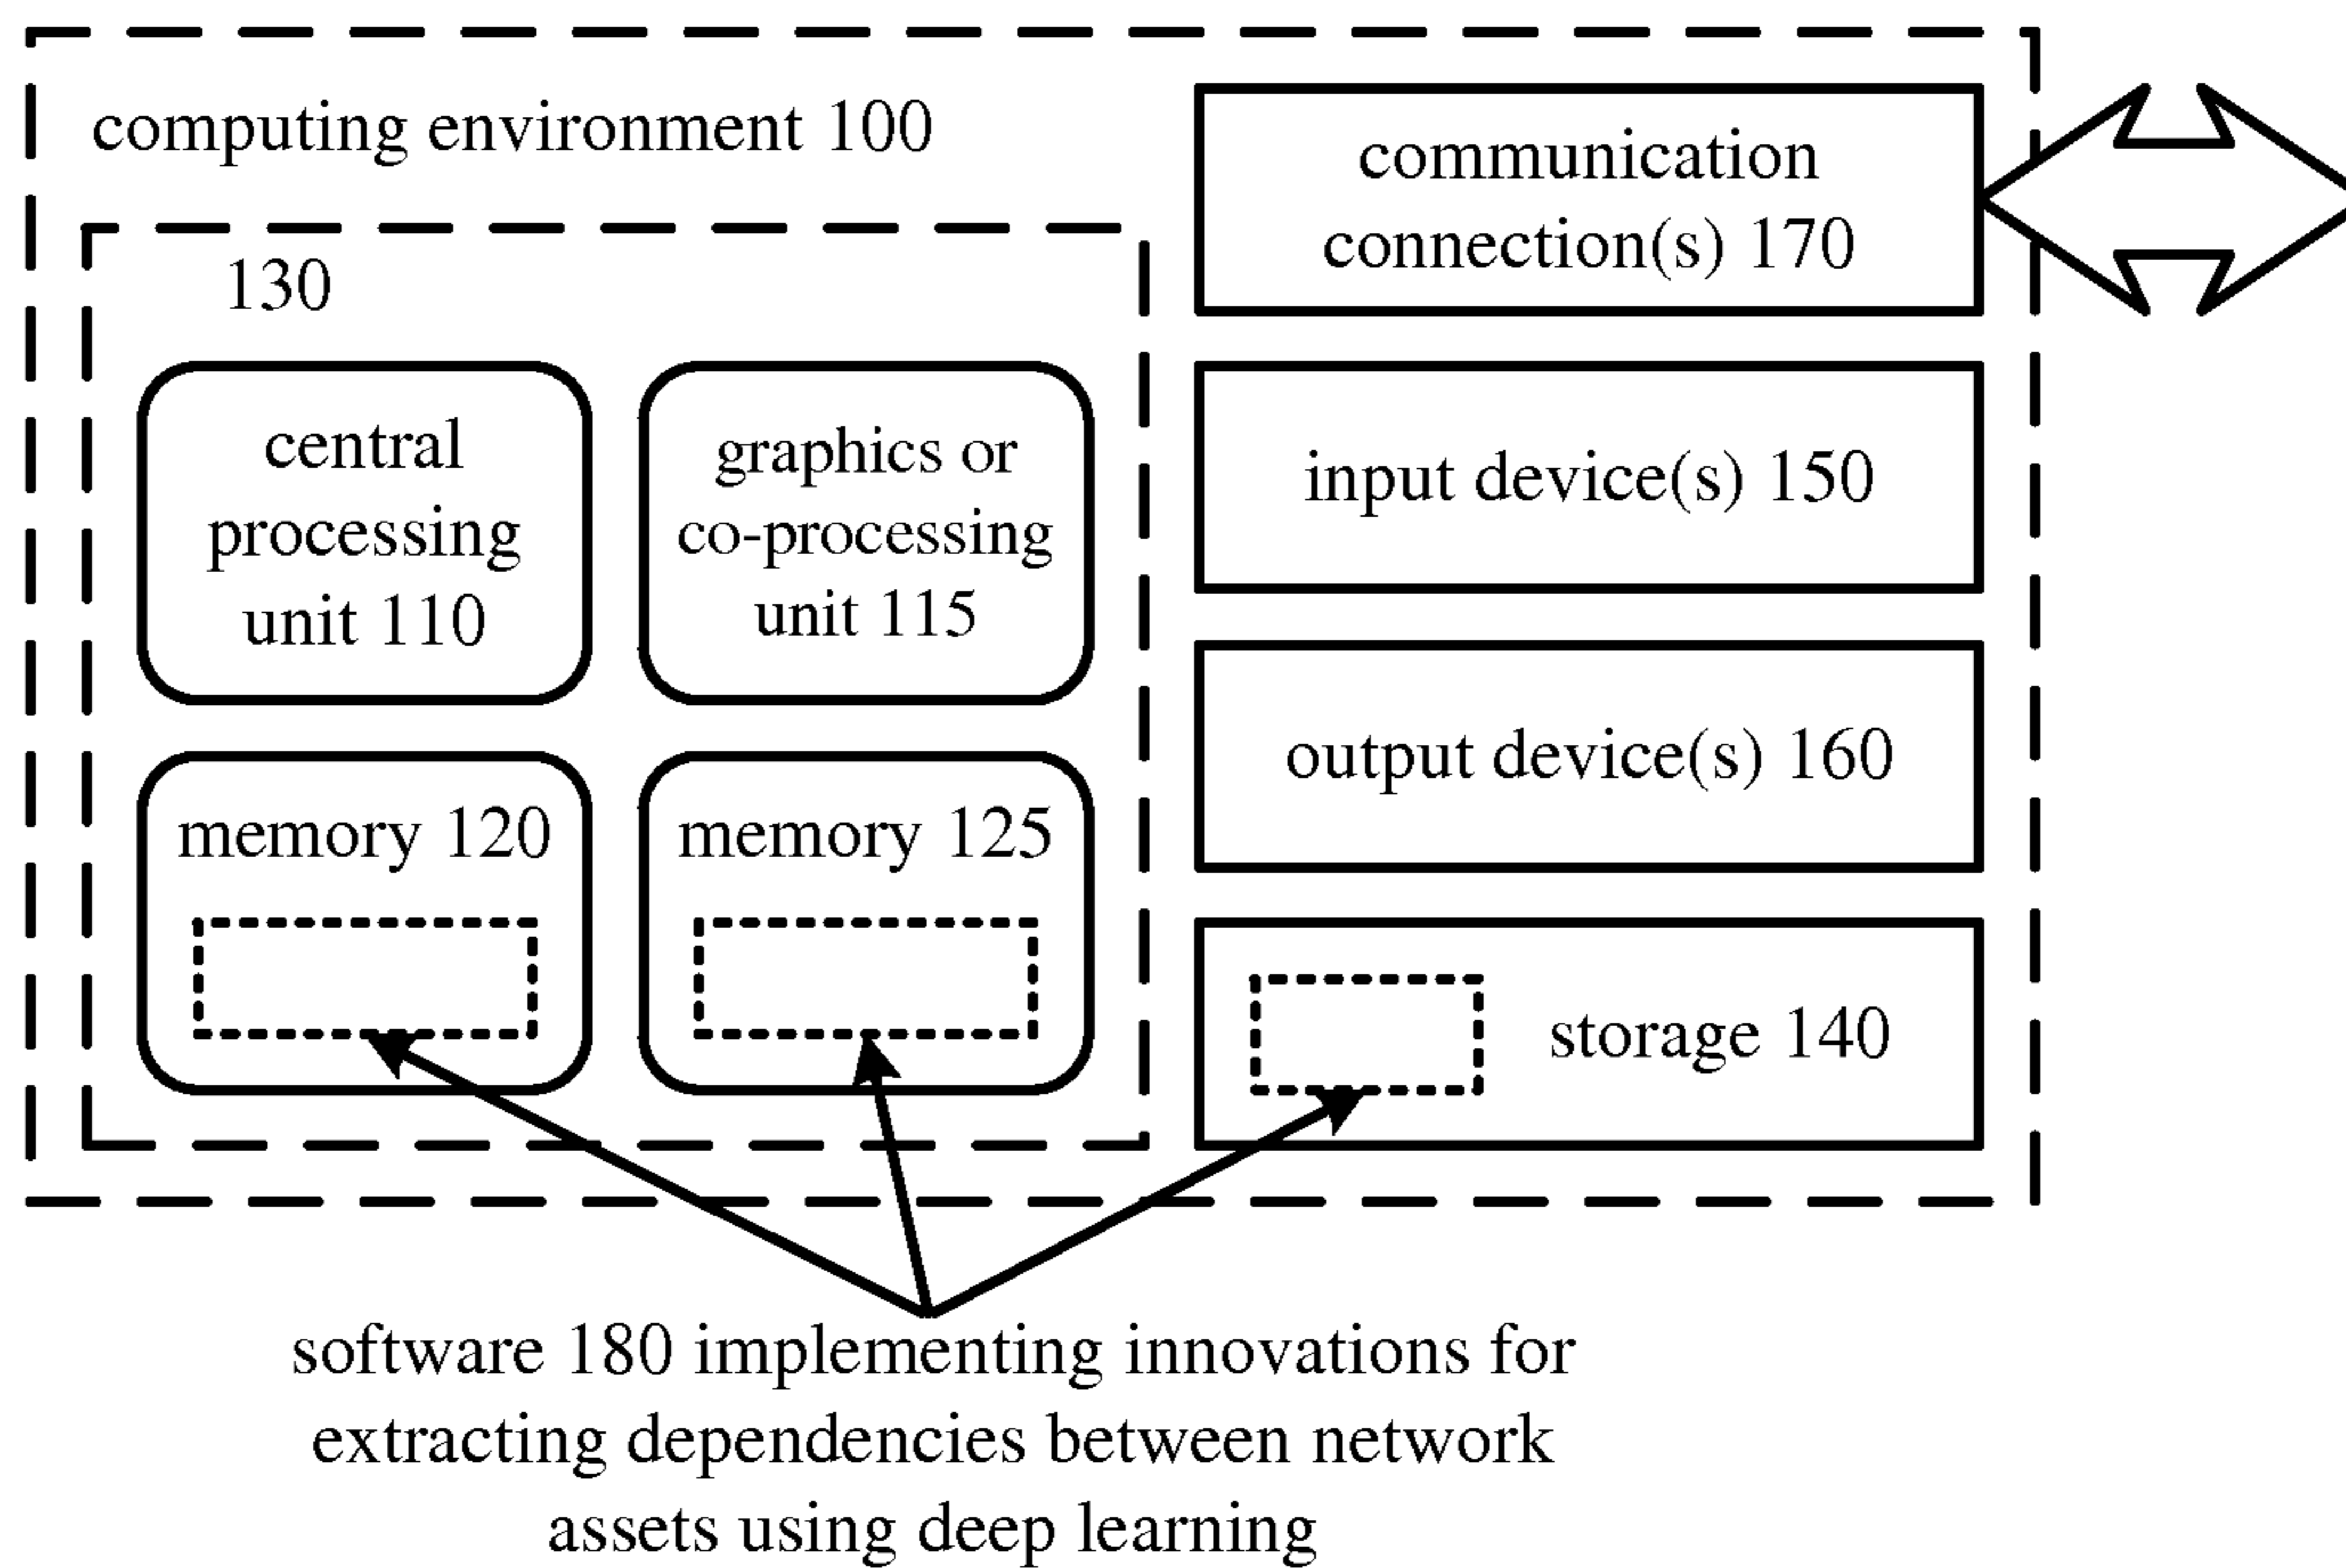 computing environment 100
130
central
processing
unit 110
graphics or
co-processing
unit 115
memory 120
memory 125
communication
connection(s) 170
input device(s) 150
output device(s) 160
storage 140
software 180 implementing innovations for
extracting dependencies between network
assets using deep learning